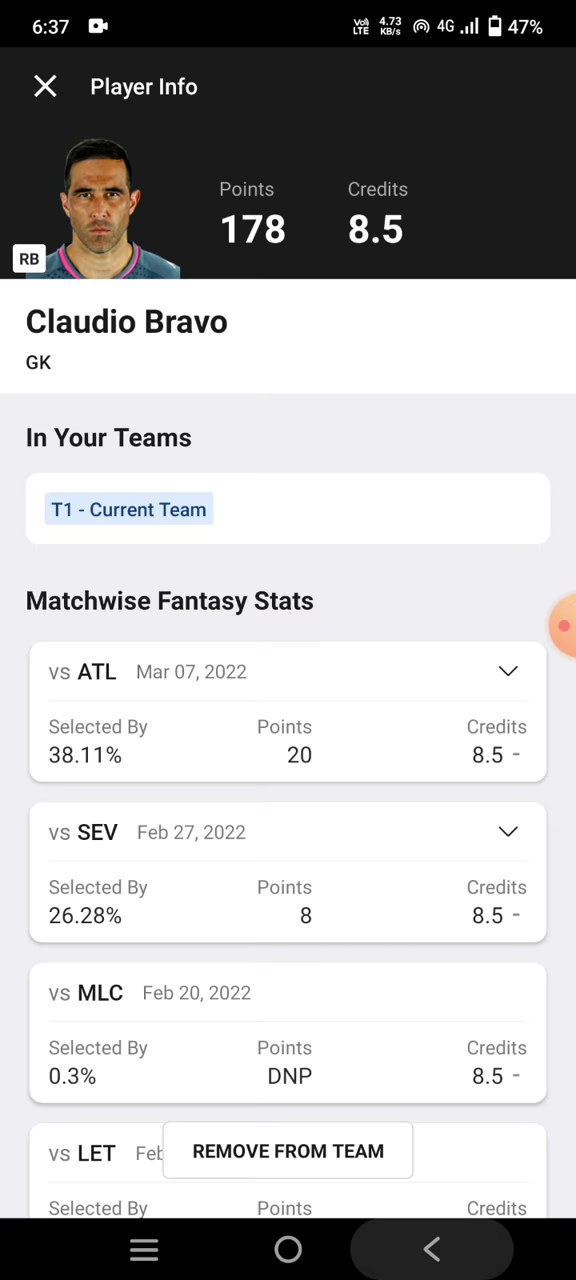 6:37 Vo) LTE 4.73 KB/s 4G 47%
Player Info
Points Credits
178 8.5
RB
Claudio Bravo
GK
In Your Teams
T1 - Current Team
Matchwise Fantasy Stats
vs ATL Mar 07, 2022
Selected By Points Credits
38.11% 20 8.5 -
vs SEV Feb 27, 2022
Selected By Points Credits
26.28% 8 8.5 -
vs MLC Feb 20, 2022
Selected By Points Credits
0.3% DNP 8.5 -
vs LET Feb
REMOVE FROM TEAM
Selected By Points Credits